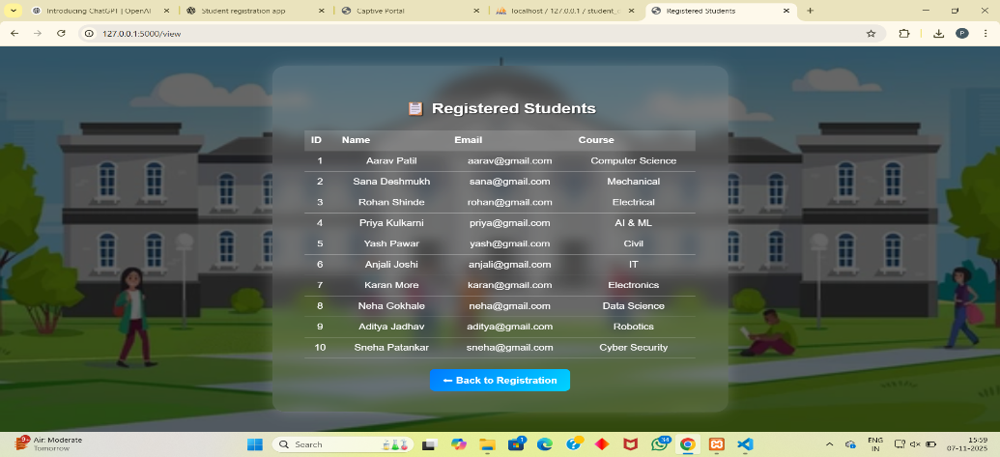 Introducing ChatGPT | OpenAI
Student registration app
Captive Portal
localhost / 127.0.0.1 / student_
Registered Students
127.0.0.1:5000/view
P
📋 Registered Students
ID Name Email Course
1 Aarav Patil aarav@gmail.com Computer Science
2 Sana Deshmukh sana@gmail.com Mechanical
3 Rohan Shinde rohan@gmail.com Electrical
4 Priya Kulkarni priya@gmail.com AI & ML
5 Yash Pawar yash@gmail.com Civil
6 Anjali Joshi anjali@gmail.com IT
7 Karan More karan@gmail.com Electronics
8 Neha Gokhale neha@gmail.com Data Science
9 Aditya Jadhav aditya@gmail.com Robotics
10 Sneha Patankar sneha@gmail.com Cyber Security
← Back to Registration
9+
Air: Moderate
Tomorrow
Search
1
34
ENG
IN
15:59
07-11-2025